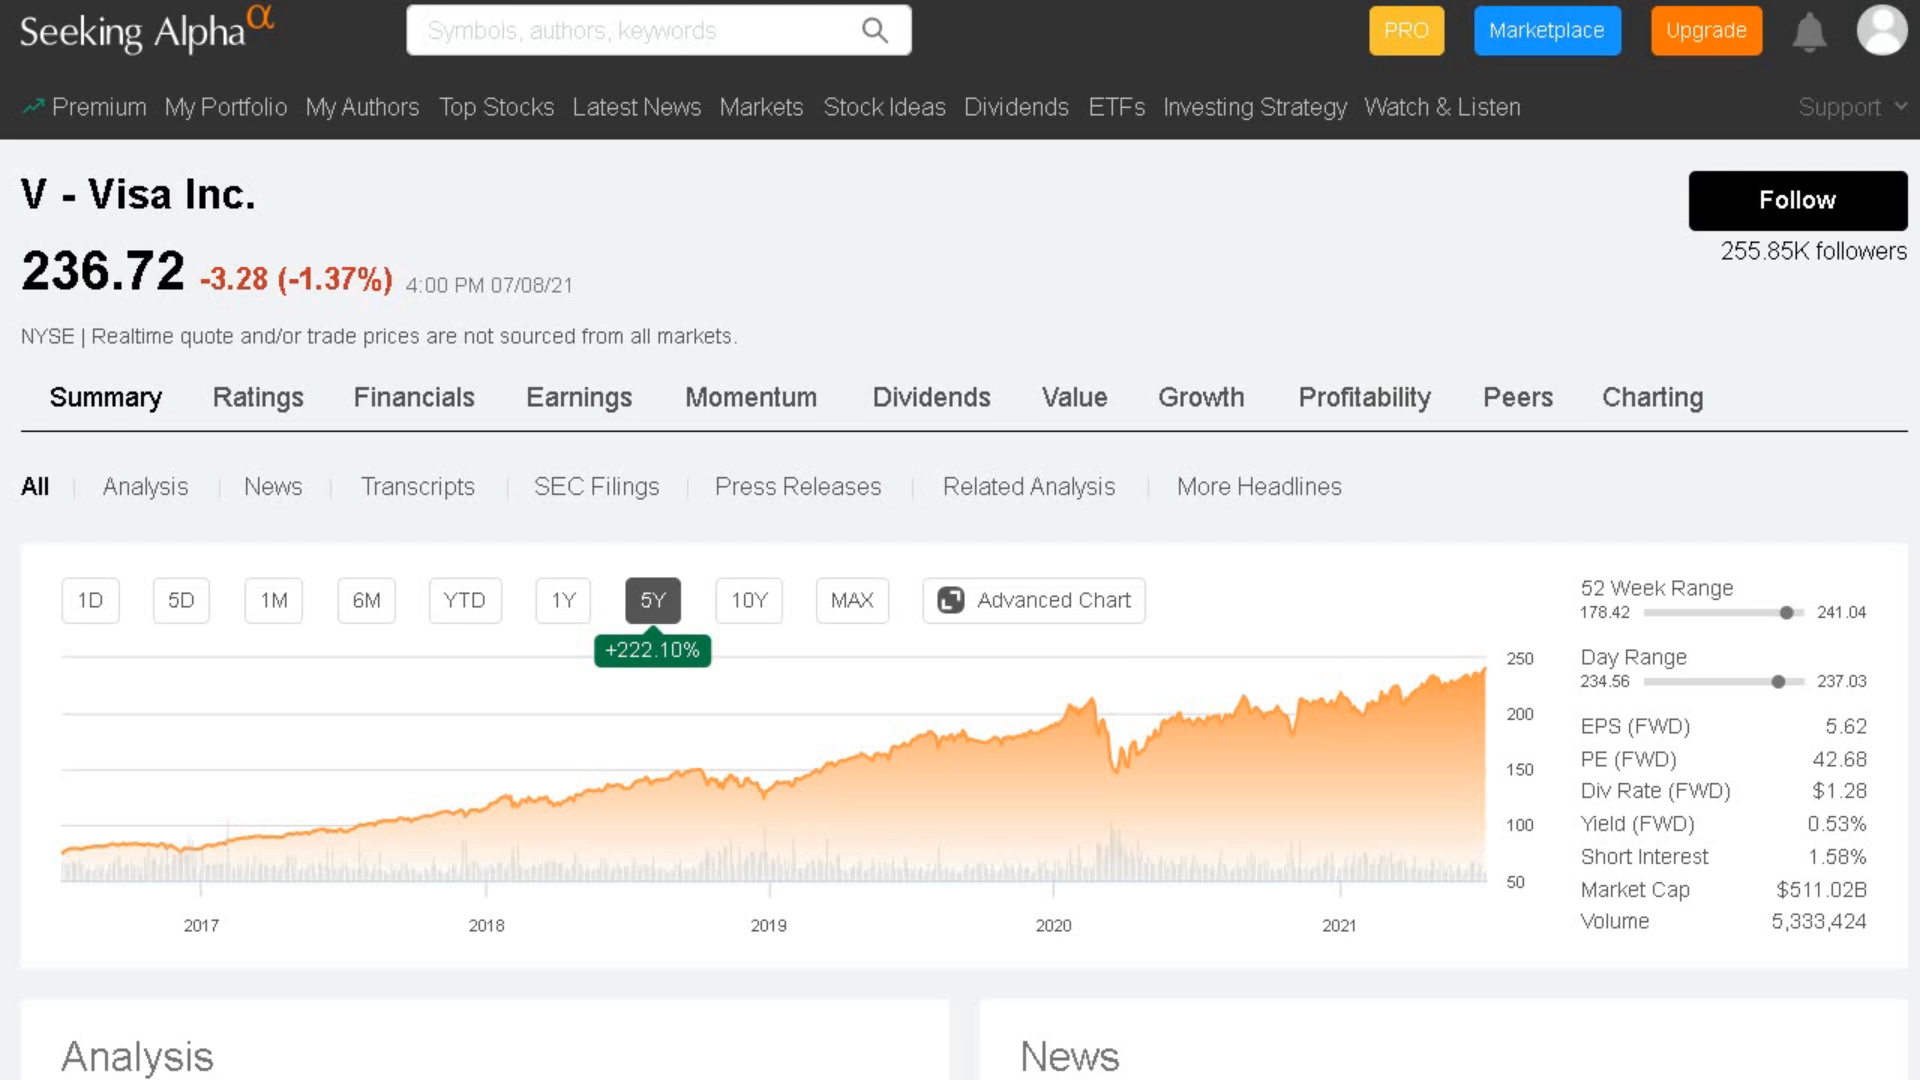 Seeking Alpha α
Symbols, authors, keywords
PRO
Marketplace
Upgrade
Premium My Portfolio My Authors Top Stocks Latest News Markets Stock Ideas Dividends ETFs Investing Strategy Watch & Listen Support
V - Visa Inc.
Follow
255.85K followers
236.72 -3.28 (-1.37%) 4:00 PM 07/08/21
NYSE | Realtime quote and/or trade prices are not sourced from all markets.
Summary Ratings Financials Earnings Momentum Dividends Value Growth Profitability Peers Charting
All Analysis News Transcripts SEC Filings Press Releases Related Analysis More Headlines
1D 5D 1M 6M YTD 1Y 5Y 10Y MAX Advanced Chart
+222.10%
250
200
150
100
50
2017 2018 2019 2020 2021
52 Week Range
178.42 241.04
Day Range
234.56 237.03
EPS (FWD) 5.62
PE (FWD) 42.68
Div Rate (FWD) $1.28
Yield (FWD) 0.53%
Short Interest 1.58%
Market Cap $511.02B
Volume 5,333,424
Analysis
News